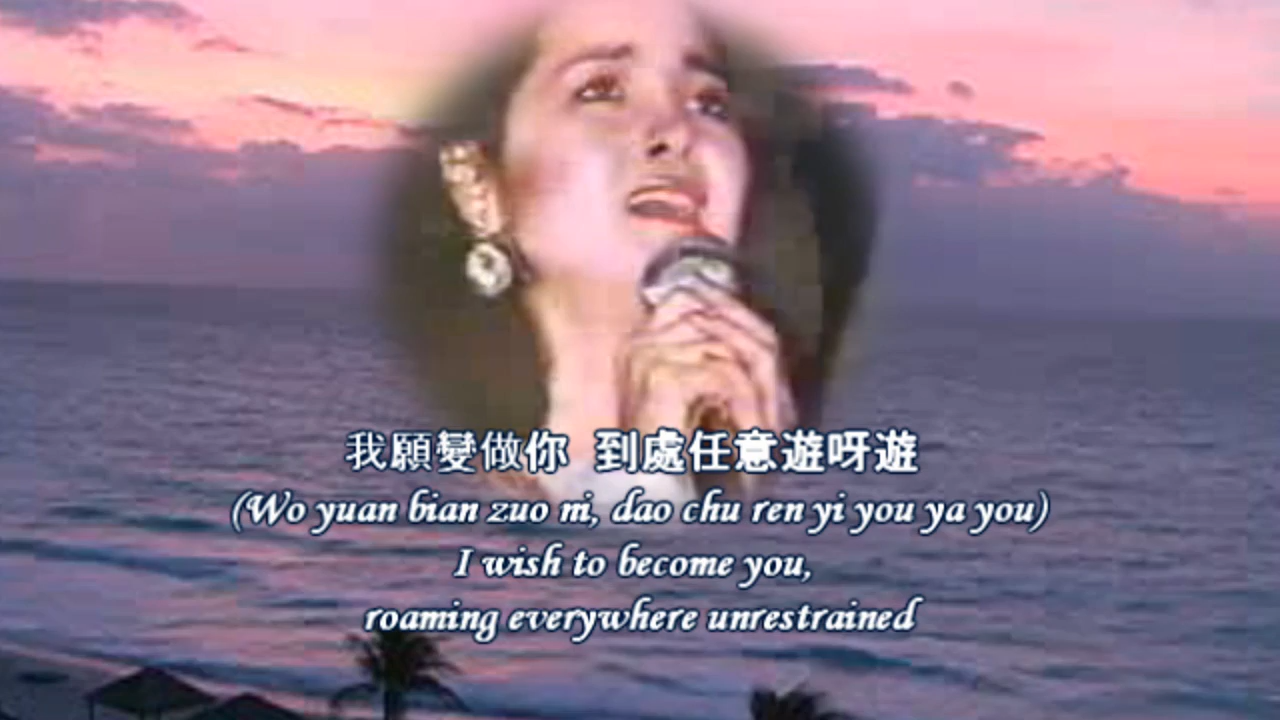 我願變做你 到處任意遊呀遊
(Wo yuan bian zuo ni, dao chu ren yi you ya you)
I wish to become you,
roaming everywhere unrestrained